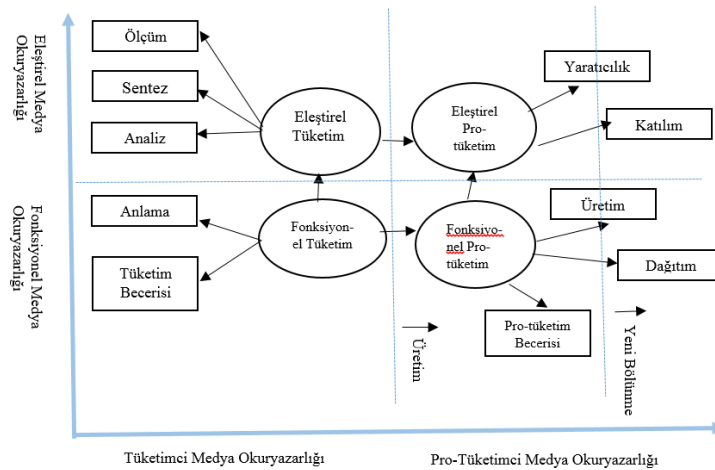 Eleştirel Medya
Okuryazarlığı
Fonksiyonel Medya
Okuryazarlığı
Ölçüm
Sentez
Analiz
Eleştirel
Tüketim
Eleştirel
Pro-
tüketim
Yaratıcılık
Katılım
Anlama
Tüketim
Becerisi
Fonksiyon-
el Tüketim
Fonksiyo-
nel Pro-
tüketim
Üretim
Dağıtım
Pro-tüketim
Becerisi
Üretim
Yeni Bölünme
Tüketimci Medya Okuryazarlığı
Pro-Tüketimci Medya Okuryazarlığı